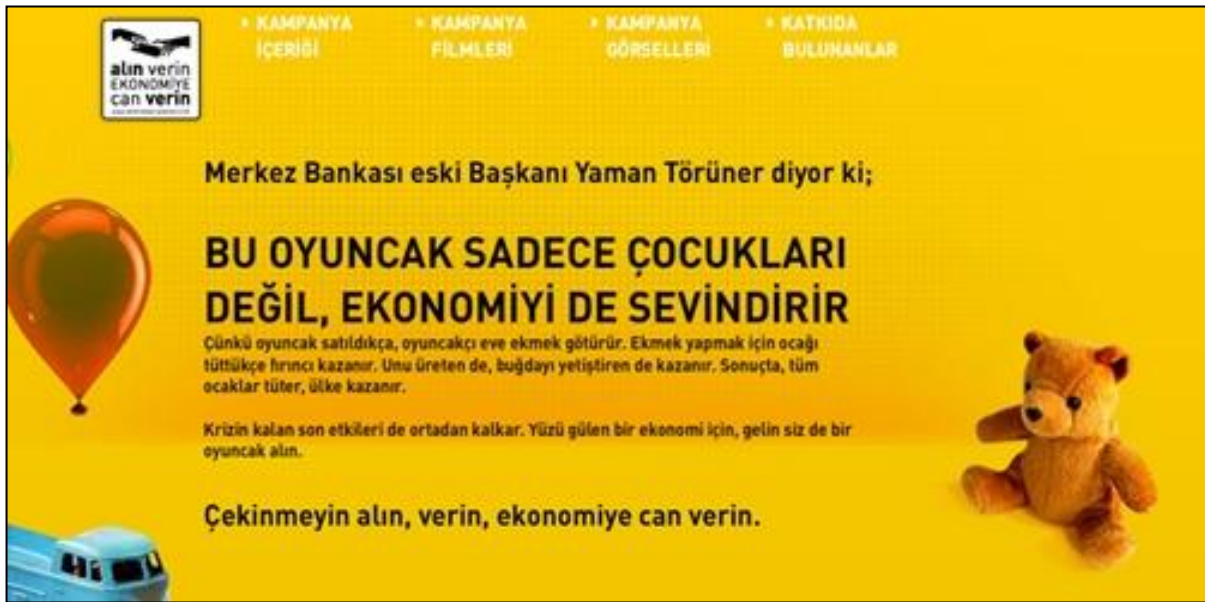 KAMPANYA
İÇERİĞİ
KAMPANYA
FİLMLERİ
KAMPANYA
GÖRSELLERİ
KATKIDA
BULUNANLAR
alın verin
EKONOMİYE
can verin
Merkez Bankası eski Başkanı Yaman Törüner diyor ki;
BU OYUNCAK SADECE ÇOCUKLARI
DEĞİL, EKONOMİYİ DE SEVİNDİRİR
Çünkü oyuncak satıldıkça, oyuncakçı eve ekmek götürür. Ekmek yapmak için ocağı
tüttükçe fırıncı kazanır. Unu üreten de, buğdayı yetiştiren de kazanır. Sonuçta, tüm
ocaklar tüter, ülke kazanır.
Krizin kalan son etkileri de ortadan kalkar. Yüzü gülen bir ekonomi için, gelin siz de bir
oyuncak alın.
Çekinmeyin alın, verin, ekonomiye can verin.